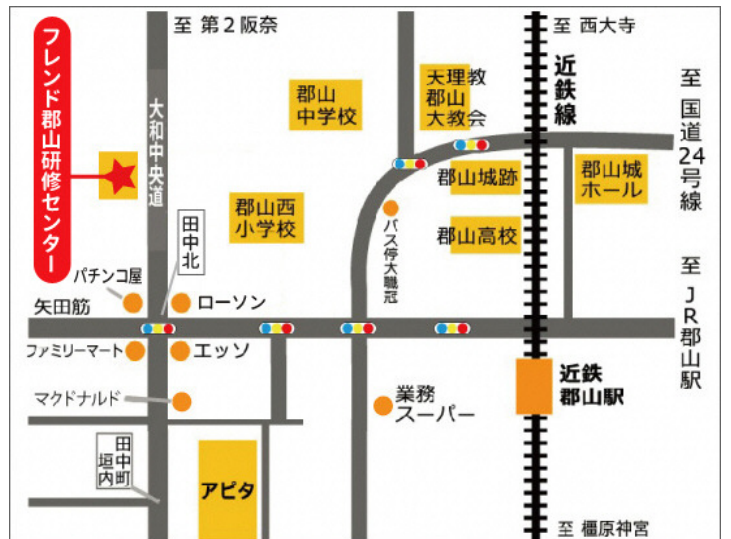 至 第2阪奈
至 西大寺
フレンド郡山研修センター
大和中央道
郡山
中学校
天理教
郡山
大教会
近鉄線
至 国道24号線
郡山西
小学校
郡山城跡
郡山城
ホール
田中北
バス停大職冠
郡山高校
パチンコ屋
ローソン
矢田筋
至 JR郡山駅
ファミリーマート
エッソ
マクドナルド
業務
スーパー
近鉄
郡山駅
田中町
垣内
アピタ
至 橿原神宮